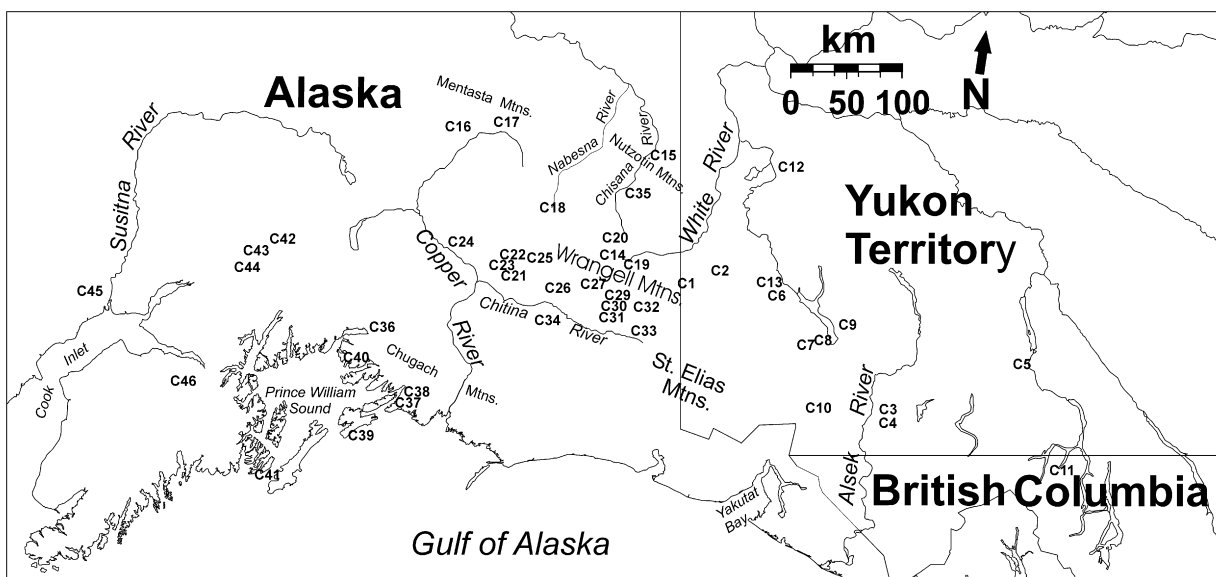 km
0 50 100
N
Alaska
Mentasta Mtns.
C16
C17
Susitna River
Nabesna River
Chisana River
Nutzotin Mtns.
C15
C35
C18
White River
C12
Yukon
Territory
C42
C43
C44
C45
Copper River
C24
C22
C25
C23
C21
C20
C14
C19
Wrangell Mtns.
C27
C26
C29
C30
C32
C31
C33
C34
Chitina River
C1
C2
C13
C6
C9
C7
C8
C5
C10
C3
C4
Alsek River
St. Elias
Mtns.
Cook Inlet
C46
C36
C40
Chugach Mtns.
Prince William
Sound
C38
C37
C39
C41
Yakutat
Bay
C11
British Columbia
Gulf of Alaska